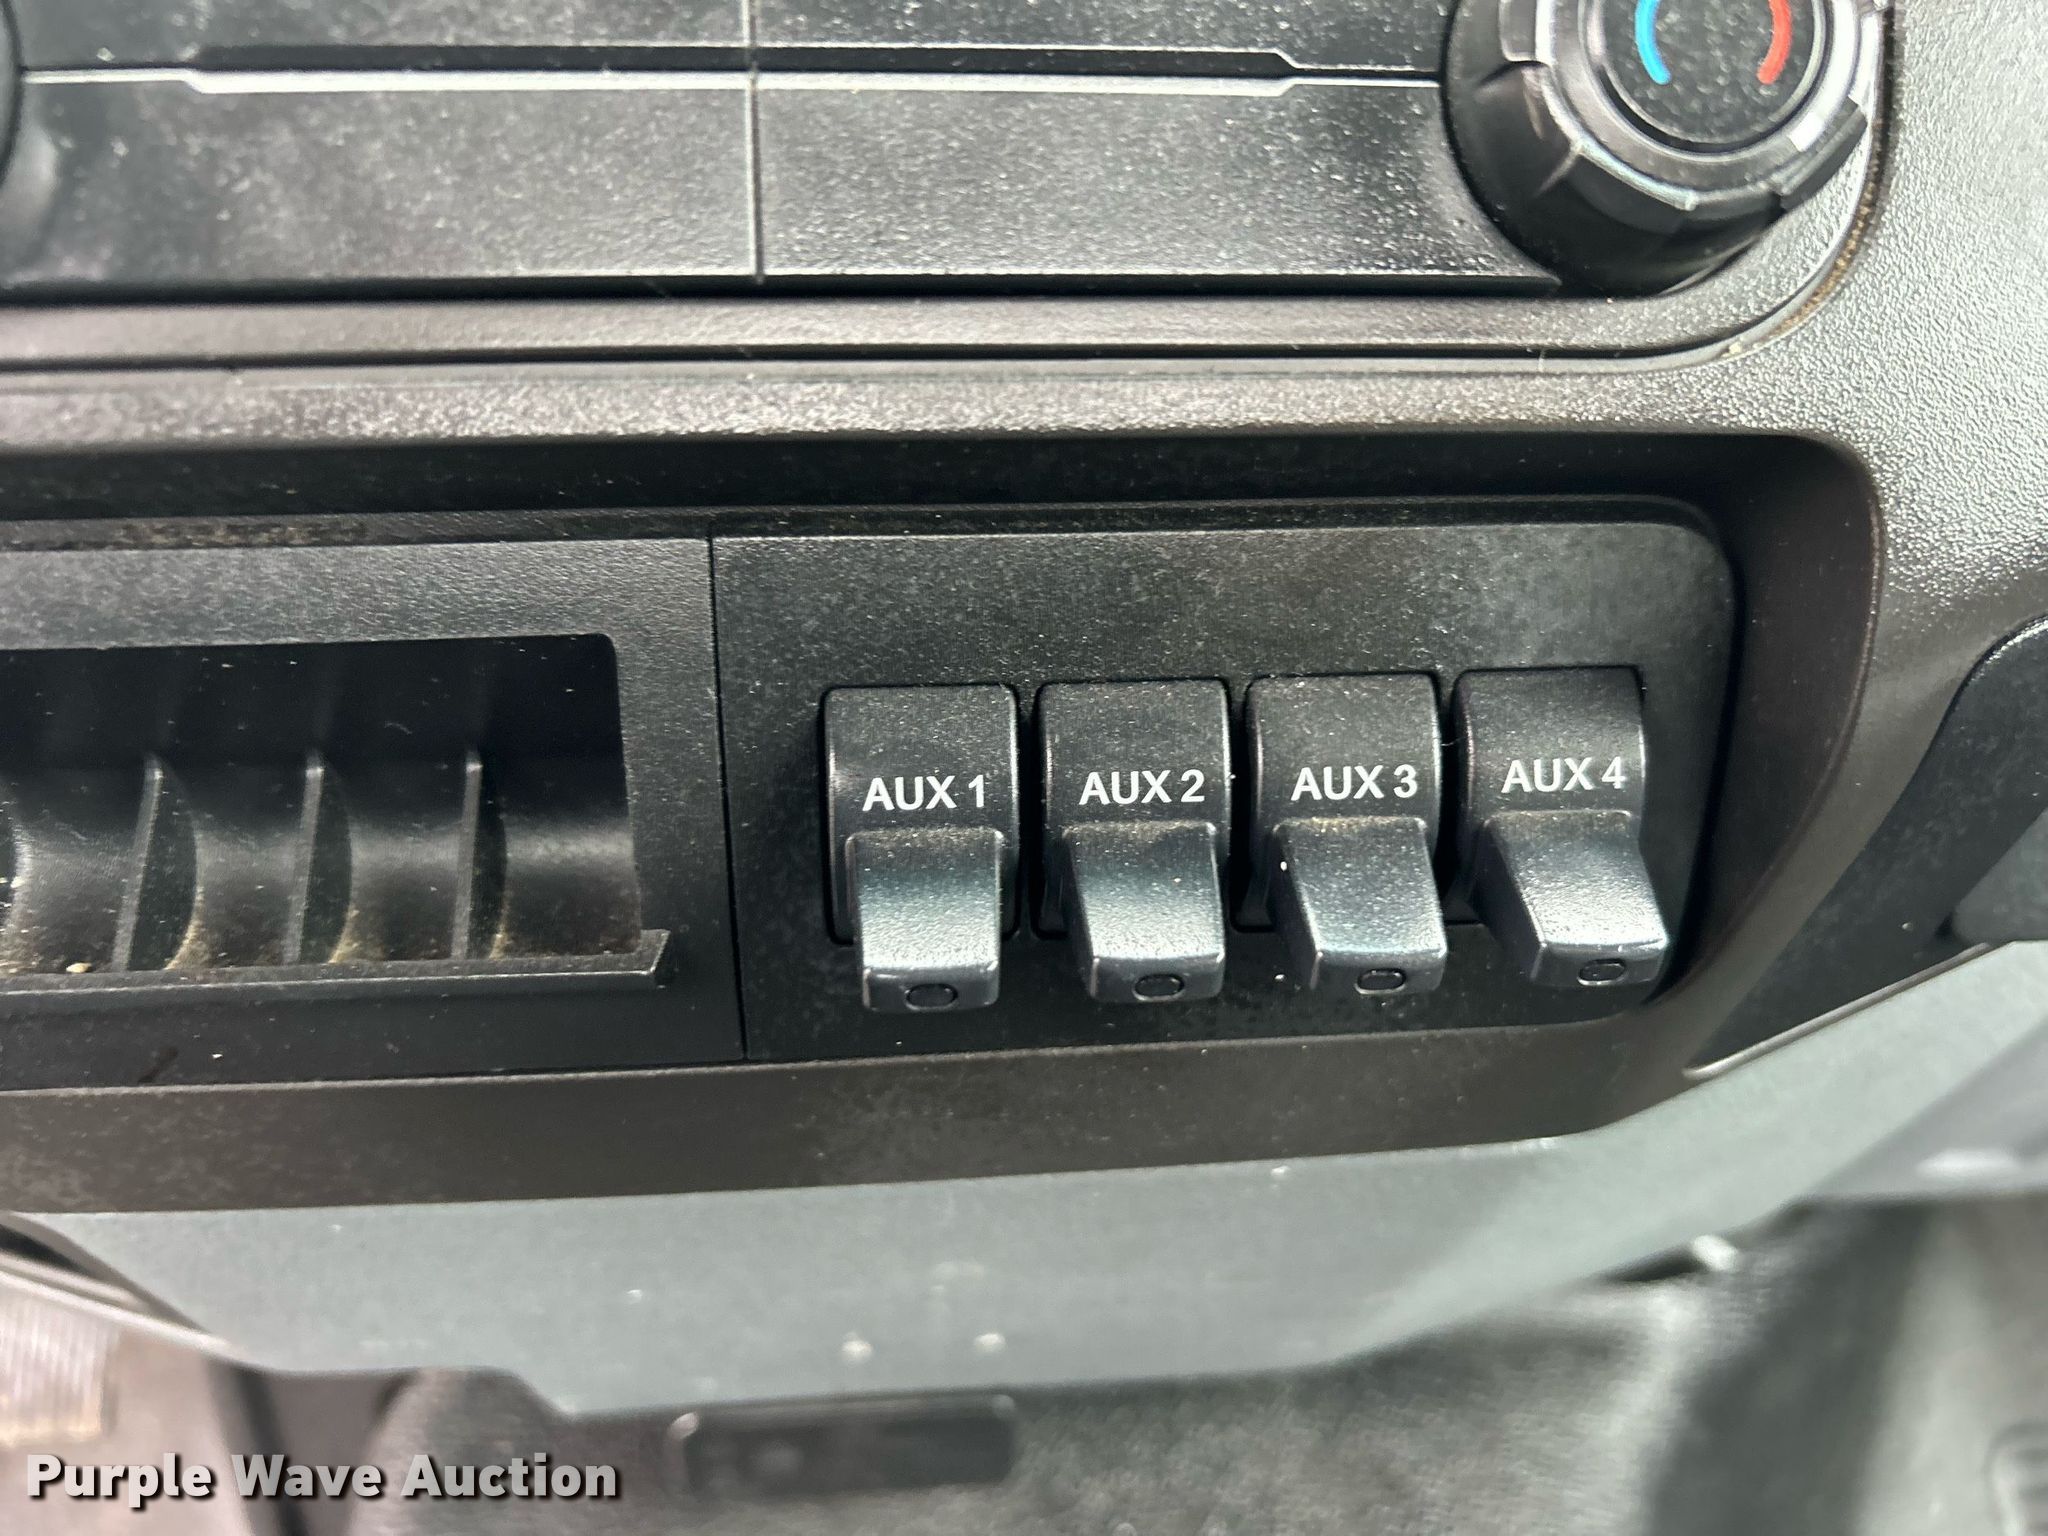 AUX 1
AUX 2
AUX 3
AUX 4
Purple Wave Auction